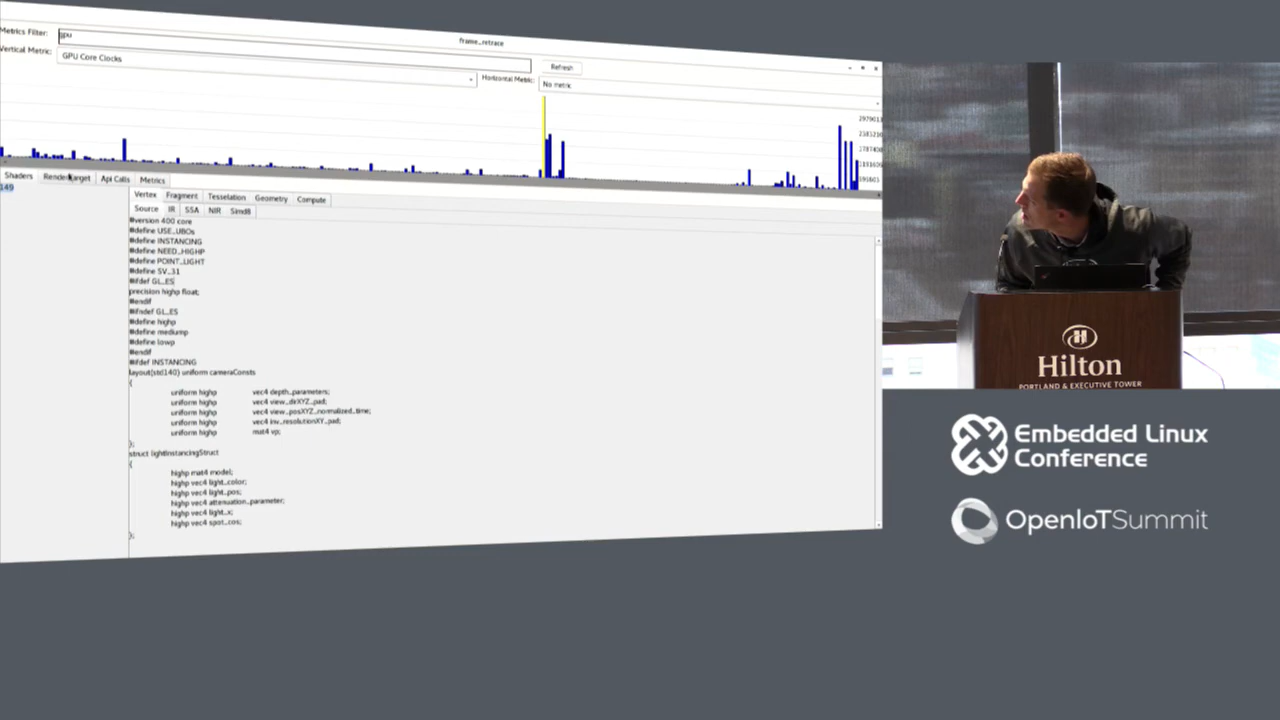 frame_retrace
Metrics Filter:
GPU
Refresh
Vertical Metric:
GPU Core Clocks
Horizontal Metric:
No metric
Shaders
RenderTarget
Api Calls
Metrics
149
Vertex
Fragment
Tesselation
Geometry
Compute
Source
IR
SSA
NIR
Simd8
#version 400 core
#define USE_UBOs
#define INSTANCING
#define NEED_HIGHP
#define POINT_LIGHT
#define SV_31
#ifdef GL_ES
precision highp float;
#endif
#ifndef GL_ES
#define highp
#define mediump
#define lowp
#endif
#ifdef INSTANCING
layout(std140) uniform cameraConsts
{
uniform highp vec4 depth_parameters;
uniform highp vec4 view_dirXYZ_pad;
uniform highp vec4 view_posXYZ_normalized_time;
uniform highp vec4 inv_resolutionXY_pad;
uniform highp mat4 vp;
};
struct lightInstancingStruct
{
highp mat4 model;
highp vec4 light_color;
highp vec4 light_pos;
highp vec4 attenuation_parameter;
highp vec4 light_x;
highp vec4 spot_cos;
};
Hilton
PORTLAND & EXECUTIVE TOWER
Embedded Linux
Conference
OpenIoTSummit